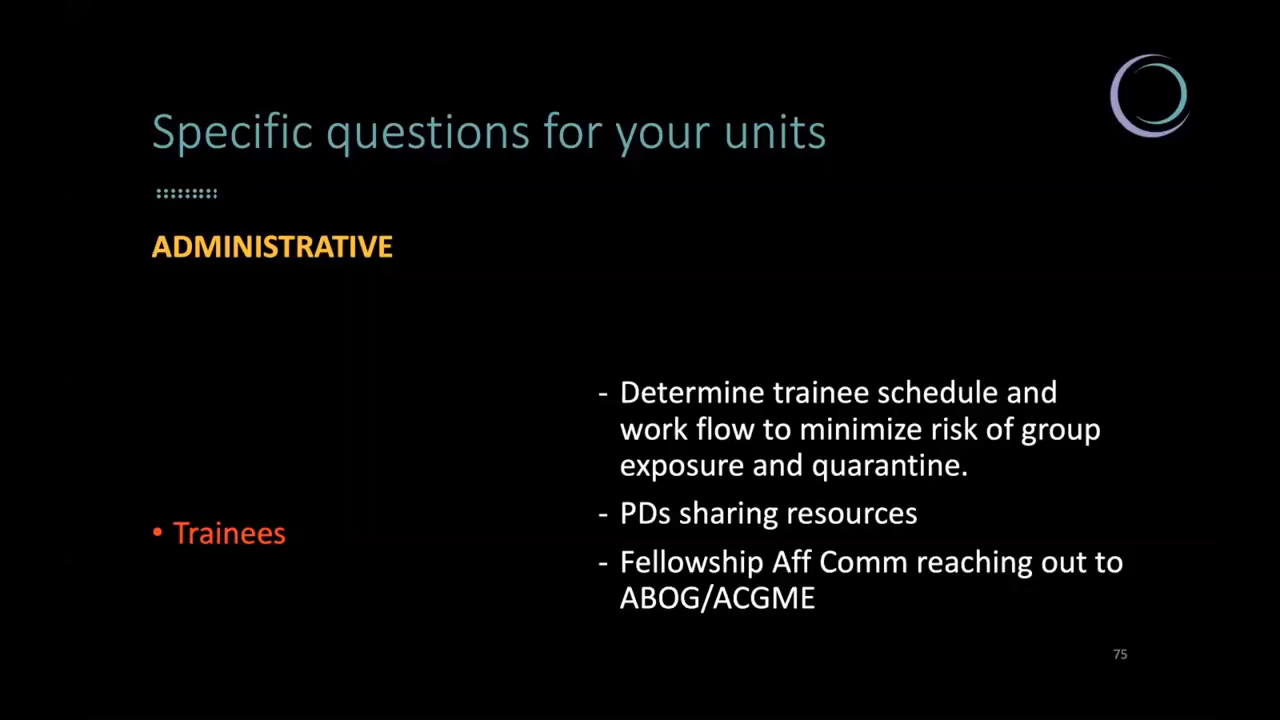 Specific questions for your units
ADMINISTRATIVE
• Trainees
- Determine trainee schedule and
work flow to minimize risk of group
exposure and quarantine.
- PDs sharing resources
- Fellowship Aff Comm reaching out to
ABOG/ACGME
75